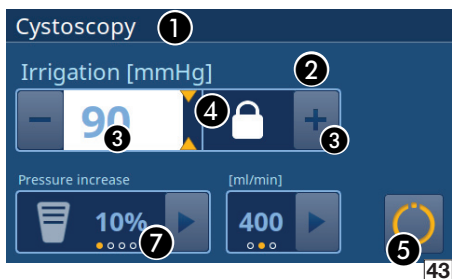 Cystoscopy 1
Irrigation [mmHg] 2
− 90 3 4 + 3
Pressure increase [ml/min]
10% 7 400 5
43